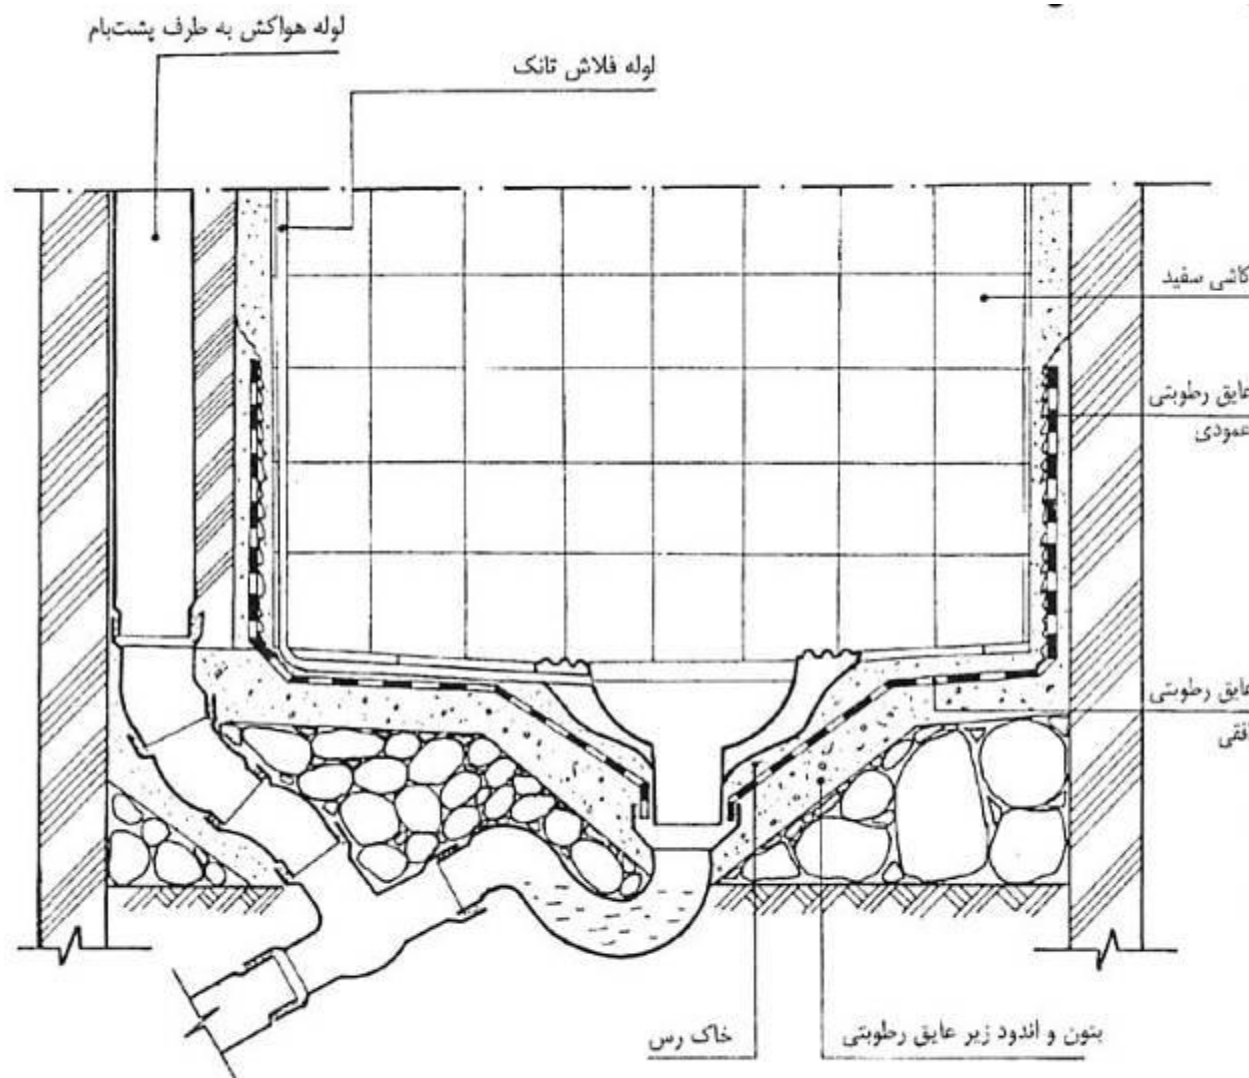 لوله هواکش به طرف پشت‌بام
لوله فلاش تانک
کاشی سفید
عایق رطوبتی
عمودی
عایق رطوبتی
افقی
خاک رس
بتون و اندود زیر عایق رطوبتی